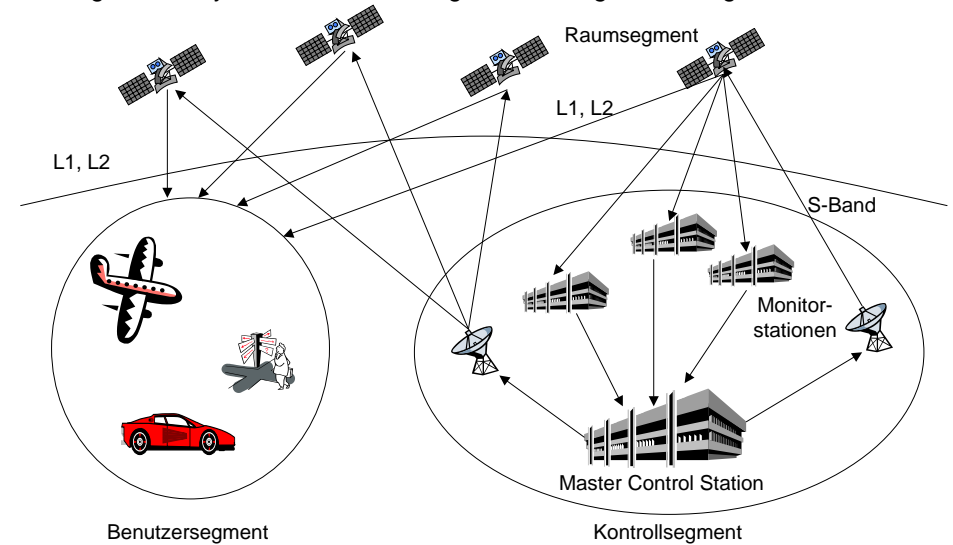 Raumsegment
L1, L2
L1, L2
S-Band
Monitor-
stationen
Master Control Station
Benutzersegment
Kontrollsegment